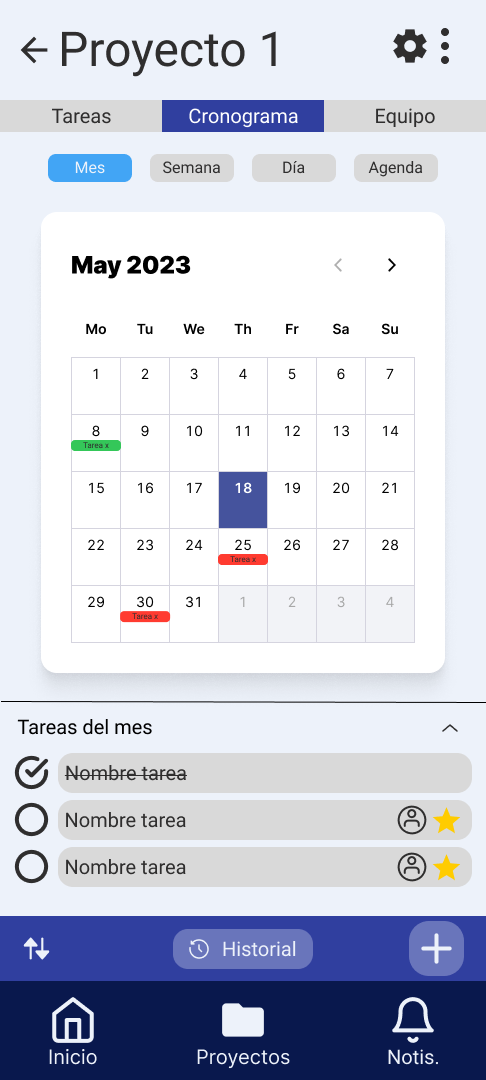 Proyecto 1
Tareas Cronograma Equipo
Mes Semana Día Agenda
May 2023
Mo Tu We Th Fr Sa Su
1 2 3 4 5 6 7
8 9 10 11 12 13 14
Tarea x
15 16 17 18 19 20 21
22 23 24 25 26 27 28
Tarea x
29 30 31 1 2 3 4
Tarea x
Tareas del mes
Nombre tarea
Nombre tarea
Nombre tarea
Historial
Inicio Proyectos Notis.